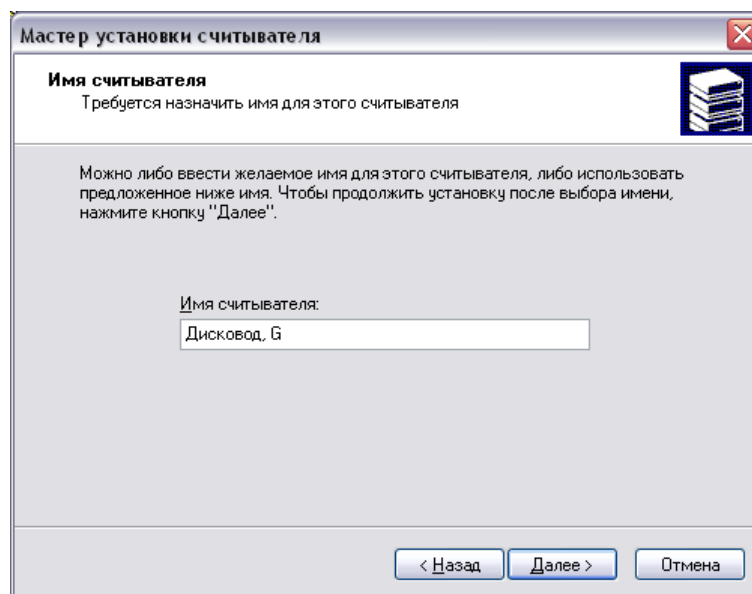 Мастер установки считывателя
Имя считывателя
Требуется назначить имя для этого считывателя
Можно либо ввести желаемое имя для этого считывателя, либо использовать
предложенное ниже имя. Чтобы продолжить установку после выбора имени,
нажмите кнопку "Далее".
Имя считывателя:
Дисковод, G
< Назад Далее > Отмена